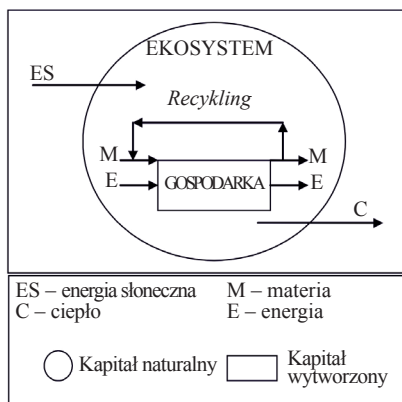 EKOSYSTEM
ES
Recykling
M M
E GOSPODARKA E
C
ES – energia słoneczna M – materia
C – ciepło E – energia
Kapitał naturalny Kapitał
wytworzony